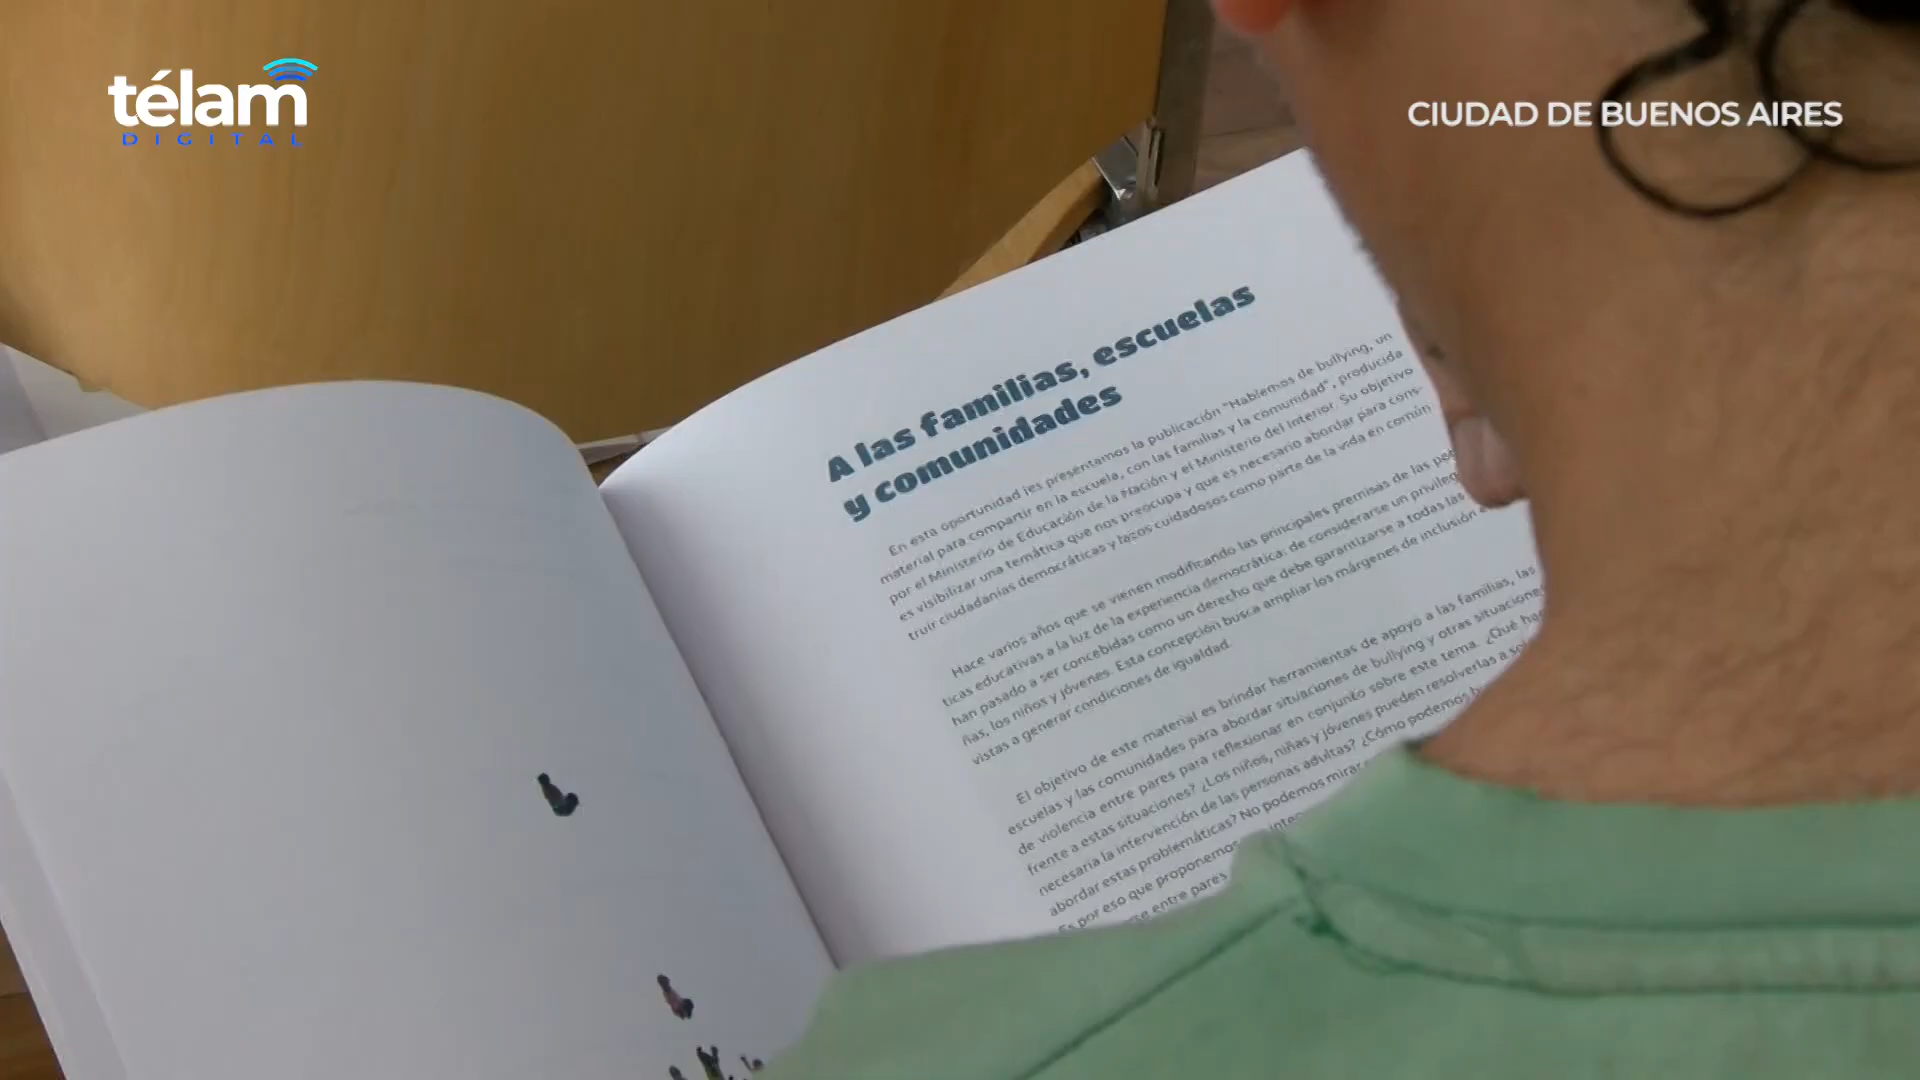 télam
DIGITAL
CIUDAD DE BUENOS AIRES
A las familias, escuelas
y comunidades
En esta oportunidad les presentamos la publicación "Hablemos de bullying, un
material para compartir en la escuela, con las familias y la comunidad", producida
por el Ministerio de Educación de la Nación y el Ministerio del Interior. Su objetivo
es visibilizar una temática que nos preocupa y que es necesario abordar para cons-
truir ciudadanías democráticas y lazos cuidadosos como parte de la vida en común
Hace varios años que se vienen modificando las principales premisas de las
ticas educativas a la luz de la experiencia democrática: de considerarse un
han pasado a ser concebidas como un derecho que debe garantizarse a todas las
ñas, los niños y jóvenes. Esta concepción busca ampliar los márgenes de inclusión
vistas a generar condiciones de igualdad.
El objetivo de este material es brindar herramientas de apoyo a las familias, las
escuelas y las comunidades para abordar situaciones de bullying y otras situaciones
de violencia entre pares para reflexionar en conjunto sobre este tema. ¿Qué
frente a estas situaciones? ¿Los niños, niñas y jóvenes pueden resolverlas a
necesaria la intervención de las personas adultas? ¿Cómo podemos
abordar estas problemáticas? No podemos mirar
Es por eso que proponemos
entre pares